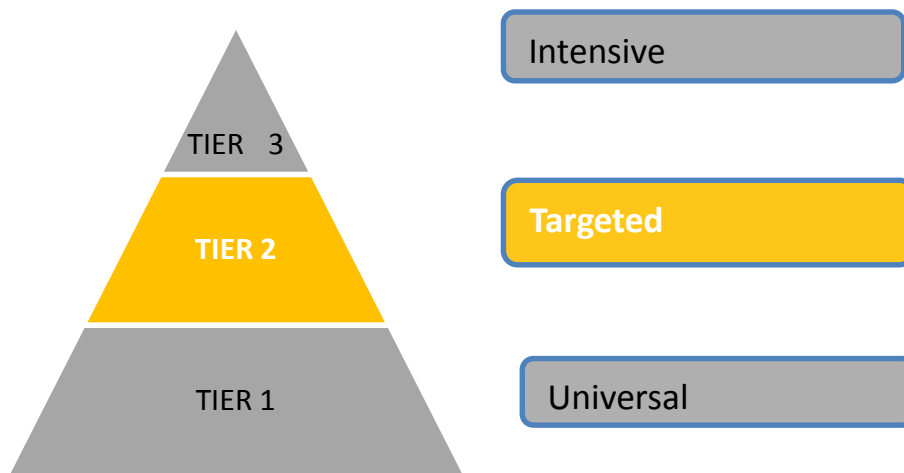 Intensive
TIER 3
Targeted
TIER 2
TIER 1
Universal